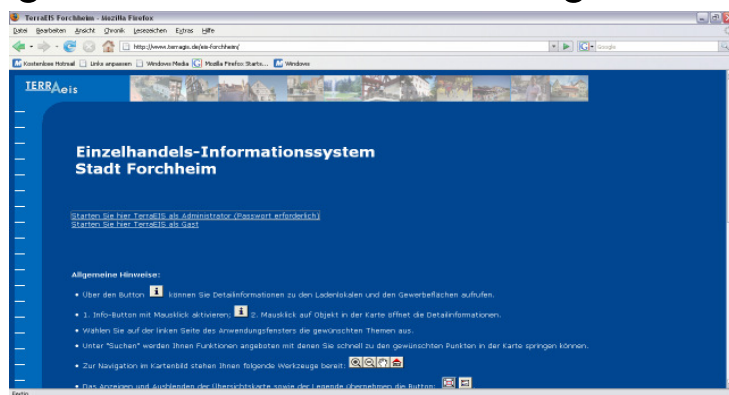 TerraEIS Forchheim - Mozilla Firefox
Datei Bearbeiten Ansicht Chronik Lesezeichen Extras Hilfe
http://www.terragis.de/eis-forchheim/
Google
Kostenlose Hotmail Links anpassen Windows Media Mozilla Firefox: Starts... Windows
TERRAeis
Einzelhandels-Informationssystem
Stadt Forchheim
Starten Sie hier TerraEIS als Administrator (Passwort erforderlich)
Starten Sie hier TerraEIS als Gast
Allgemeine Hinweise:
• Über den Button i können Sie Detailinformationen zu den Ladenlokalen und den Gewerbeflächen aufrufen.
• 1. Info-Button mit Mausklick aktivieren; i 2. Mausklick auf Objekt in der Karte öffnet die Detailinformationen.
• Wählen Sie auf der linken Seite des Anwendungsfensters die gewünschten Themen aus.
• Unter "Suchen" werden Ihnen Funktionen angeboten mit denen Sie schnell zu den gewünschten Punkten in der Karte springen können.
• Zur Navigation im Kartenbild stehen Ihnen folgende Werkzeuge bereit:
• Das Anzeigen und Ausblenden der Übersichtskarte sowie der Legende übernehmen die Button:
Fertig